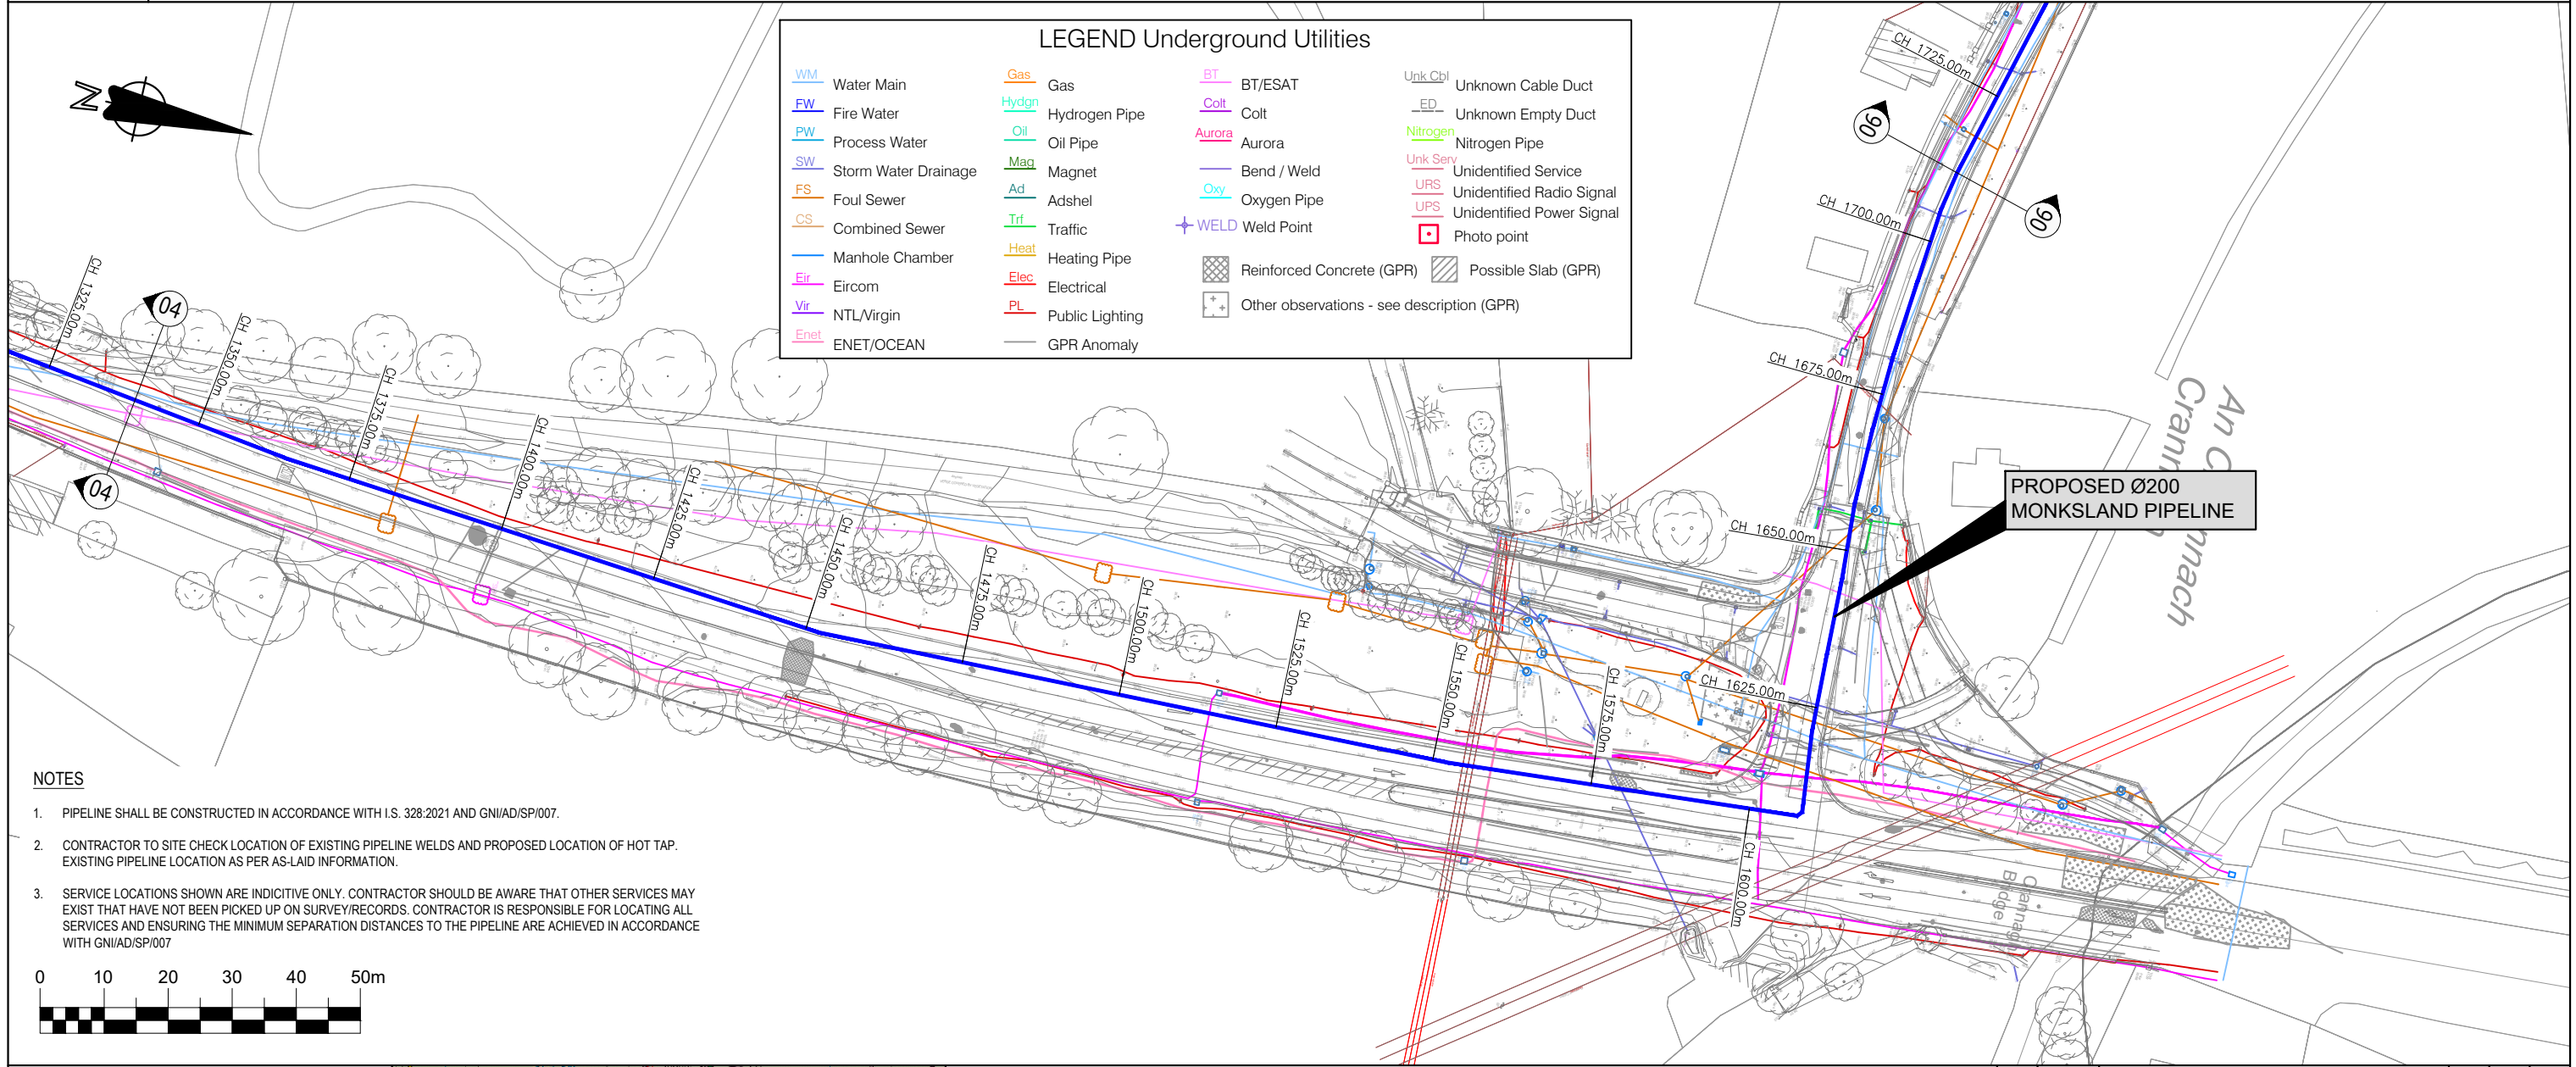 LEGEND Underground Utilities
WM Water Main
FW Fire Water
PW Process Water
SW Storm Water Drainage
FS Foul Sewer
CS Combined Sewer
Manhole Chamber
Eir Eircom
Vir NTL/Virgin
Enet ENET/OCEAN
Gas Gas
Hydgn Hydrogen Pipe
Oil Oil Pipe
Mag Magnet
Ad Adshel
Trf Traffic
Heat Heating Pipe
Elec Electrical
PL Public Lighting
GPR Anomaly
BT BT/ESAT
Colt Colt
Aurora Aurora
Bend / Weld
Oxy Oxygen Pipe
WELD Weld Point
Unk Cbl Unknown Cable Duct
ED Unknown Empty Duct
Nitrogen Nitrogen Pipe
Unk Serv Unidentified Service
URS Unidentified Radio Signal
UPS Unidentified Power Signal
Photo point
Reinforced Concrete (GPR)
Possible Slab (GPR)
Other observations - see description (GPR)
N
04
04
CH 1325.00m
CH 1350.00m
CH 1375.00m
CH 1400.00m
CH 1425.00m
CH 1450.00m
CH 1475.00m
CH 1500.00m
CH 1525.00m
CH 1550.00m
CH 1575.00m
CH 1600.00m
CH 1625.00m
CH 1650.00m
CH 1675.00m
CH 1700.00m
CH 1725.00m
06
06
PROPOSED Ø200
MONKSLAND PIPELINE
An
Cannagh
Bridge
NOTES
1. PIPELINE SHALL BE CONSTRUCTED IN ACCORDANCE WITH I.S. 328:2021 AND GNI/AD/SP/007.
2. CONTRACTOR TO SITE CHECK LOCATION OF EXISTING PIPELINE WELDS AND PROPOSED LOCATION OF HOT TAP.
EXISTING PIPELINE LOCATION AS PER AS-LAID INFORMATION.
3. SERVICE LOCATIONS SHOWN ARE INDICITIVE ONLY. CONTRACTOR SHOULD BE AWARE THAT OTHER SERVICES MAY
EXIST THAT HAVE NOT BEEN PICKED UP ON SURVEY/RECORDS. CONTRACTOR IS RESPONSIBLE FOR LOCATING ALL
SERVICES AND ENSURING THE MINIMUM SEPARATION DISTANCES TO THE PIPELINE ARE ACHIEVED IN ACCORDANCE
WITH GNI/AD/SP/007
0 10 20 30 40 50m